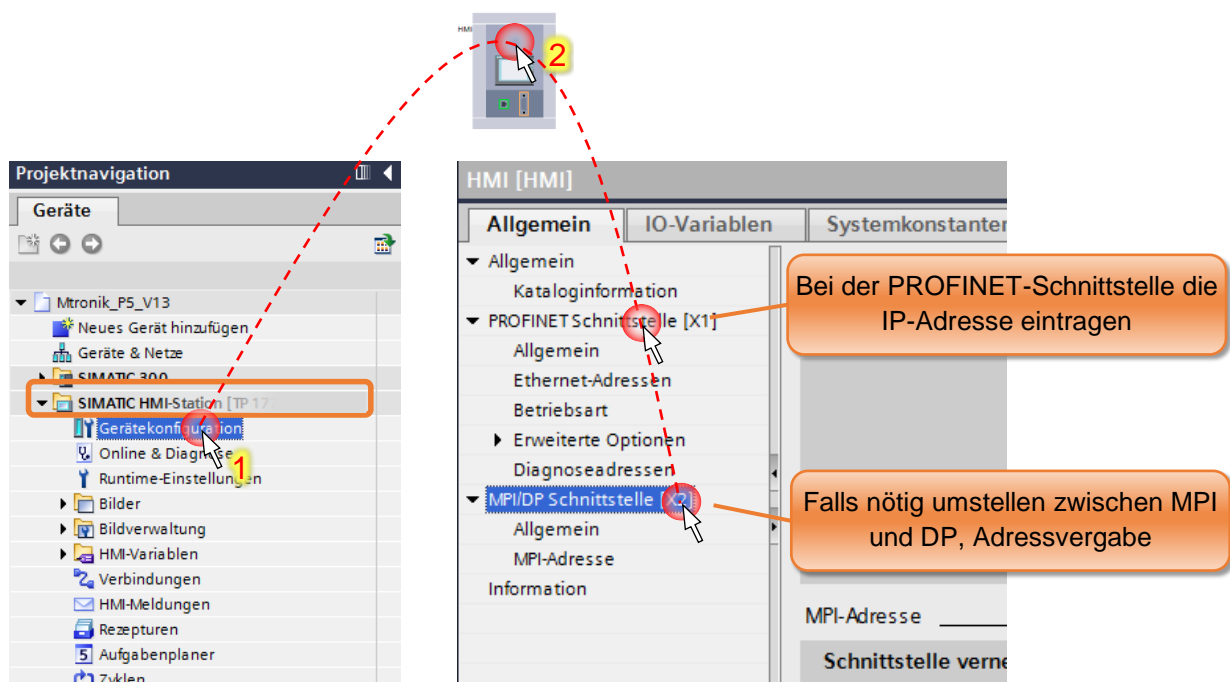 HMI
2
Projektnavigation
Geräte
Mtronik_P5_V13
Neues Gerät hinzufügen
Geräte & Netze
SIMATIC 300
SIMATIC HMI-Station [TP 177
Gerätekonfiguration
Online & Diagnose
1
Runtime-Einstellungen
Bilder
Bildverwaltung
HMI-Variablen
Verbindungen
HMI-Meldungen
Rezepturen
Aufgabenplaner
Zyklen
HMI [HMI]
Allgemein
IO-Variablen
Systemkonstanten
Allgemein
Kataloginformation
PROFINET Schnittstelle [X1]
Allgemein
Ethernet-Adressen
Betriebsart
Erweiterte Optionen
Diagnoseadressen
MPI/DP Schnittstelle [X2]
Allgemein
MPI-Adresse
Information
Bei der PROFINET-Schnittstelle die
IP-Adresse eintragen
Falls nötig umstellen zwischen MPI
und DP, Adressvergabe
MPI-Adresse
Schnittstelle verne